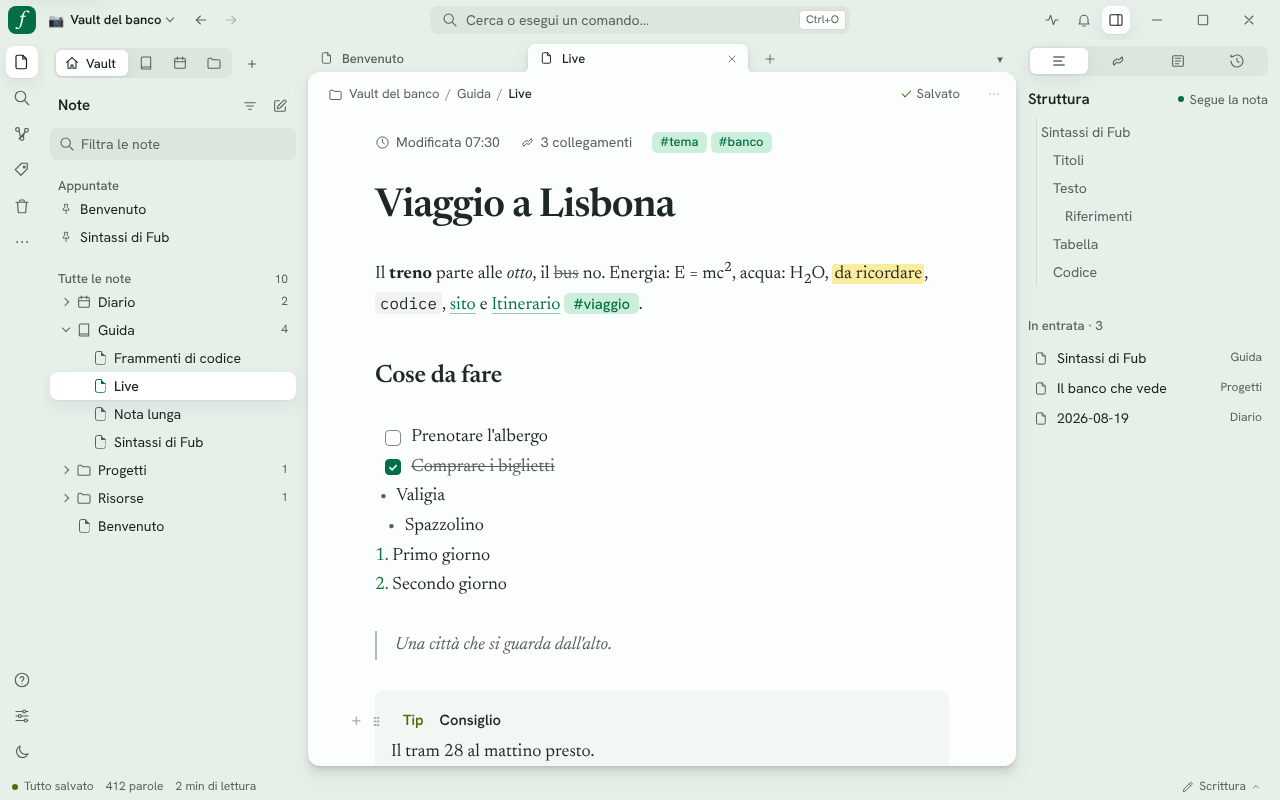 Vault del banco
Cerca o esegui un comando…
Ctrl+O
Vault
Note
Filtra le note
Appuntate
Benvenuto
Sintassi di Fub
Tutte le note 10
Diario 2
Guida 4
Frammenti di codice
Live
Nota lunga
Sintassi di Fub
Progetti 1
Risorse 1
Benvenuto
Benvenuto
Live
Vault del banco / Guida / Live
Salvato
Modificata 07:30 3 collegamenti #tema #banco
Viaggio a Lisbona
Il treno parte alle otto, il bus no. Energia: E = mc², acqua: H₂O, da ricordare,
codice, sito e Itinerario #viaggio.
Cose da fare
Prenotare l'albergo
Comprare i biglietti
• Valigia
• Spazzolino
1. Primo giorno
2. Secondo giorno
Una città che si guarda dall'alto.
Tip Consiglio
Il tram 28 al mattino presto.
Struttura
Segue la nota
Sintassi di Fub
Titoli
Testo
Riferimenti
Tabella
Codice
In entrata · 3
Sintassi di Fub Guida
Il banco che vede Progetti
2026-08-19 Diario
Tutto salvato 412 parole 2 min di lettura
Scrittura